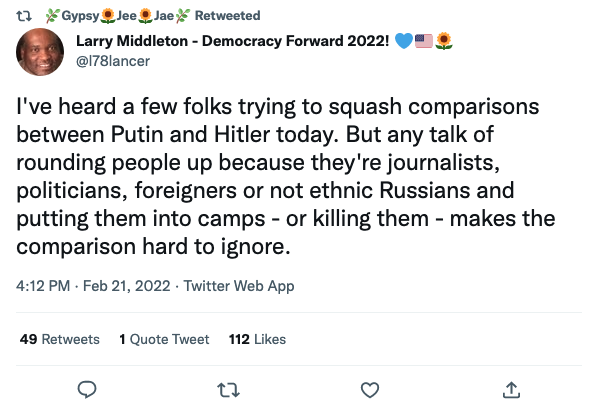 🌿Gypsy🌻Jee🌻Jae🌿 Retweeted
Larry Middleton - Democracy Forward 2022! 💙🇺🇸🌻
@l78lancer
I've heard a few folks trying to squash comparisons
between Putin and Hitler today. But any talk of
rounding people up because they're journalists,
politicians, foreigners or not ethnic Russians and
putting them into camps - or killing them - makes the
comparison hard to ignore.
4:12 PM · Feb 21, 2022 · Twitter Web App
49 Retweets 1 Quote Tweet 112 Likes